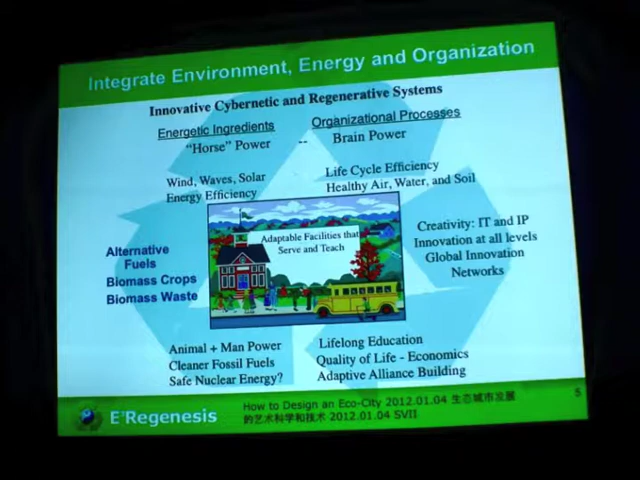 Integrate Environment, Energy and Organization
Innovative Cybernetic and Regenerative Systems
Energetic Ingredients
"Horse" Power
--
Organizational Processes
Brain Power
Wind, Waves, Solar
Energy Efficiency
Life Cycle Efficiency
Healthy Air, Water, and Soil
Alternative
Fuels
Biomass Crops
Biomass Waste
Adaptable Facilities that
Serve and Teach
Creativity: IT and IP
Innovation at all levels
Global Innovation
Networks
Animal + Man Power
Cleaner Fossil Fuels
Safe Nuclear Energy?
Lifelong Education
Quality of Life - Economics
Adaptive Alliance Building
E³Regenesis
How to Design an Eco-City 2012.01.04 生态城市发展
的艺术科学和技术 2012.01.04 SVII
5